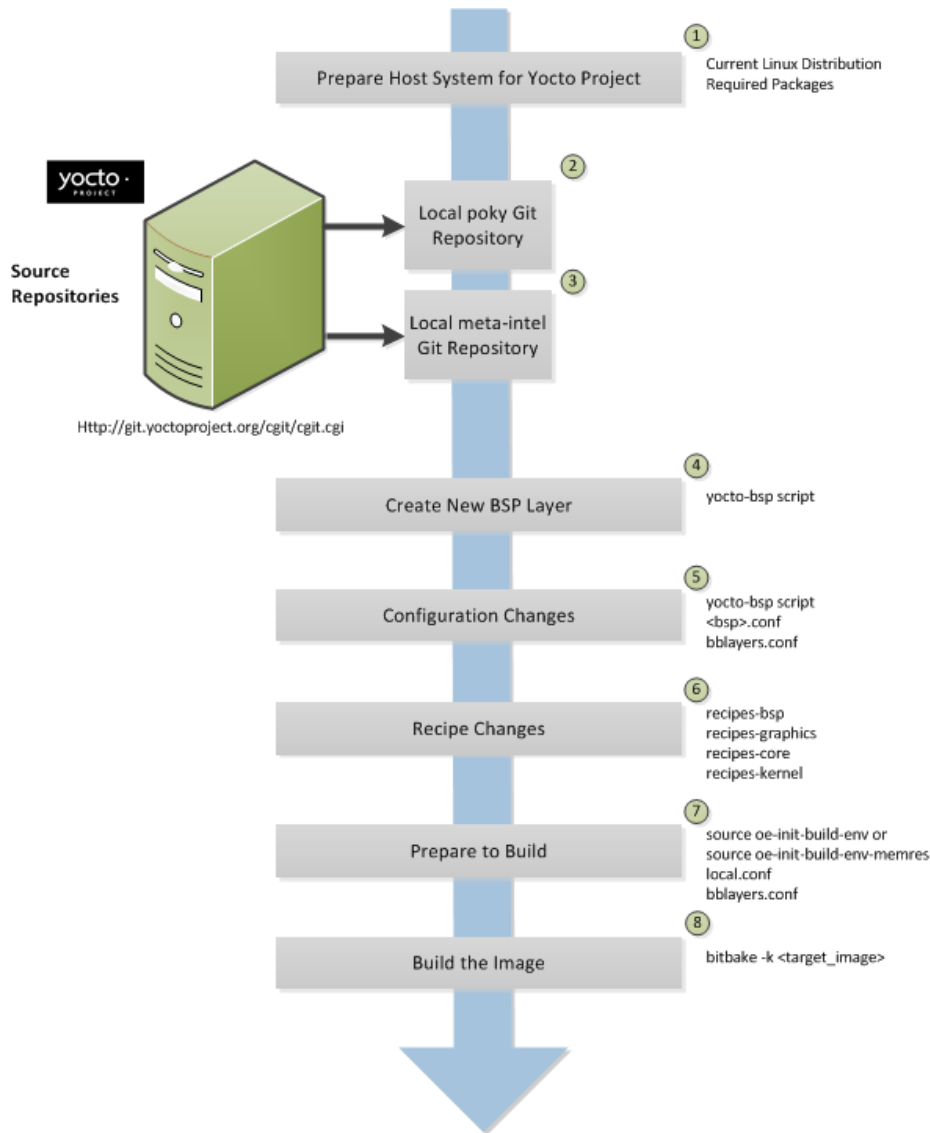 1
Prepare Host System for Yocto Project
Current Linux Distribution
Required Packages
yocto ·
PROJECT
Source
Repositories
Http://git.yoctoproject.org/cgit/cgit.cgi
2
Local poky Git
Repository
3
Local meta-intel
Git Repository
4
Create New BSP Layer
yocto-bsp script
5
Configuration Changes
yocto-bsp script
<bsp>.conf
bblayers.conf
6
Recipe Changes
recipes-bsp
recipes-graphics
recipes-core
recipes-kernel
7
Prepare to Build
source oe-init-build-env or
source oe-init-build-env-memres
local.conf
bblayers.conf
8
Build the Image
bitbake -k <target_image>